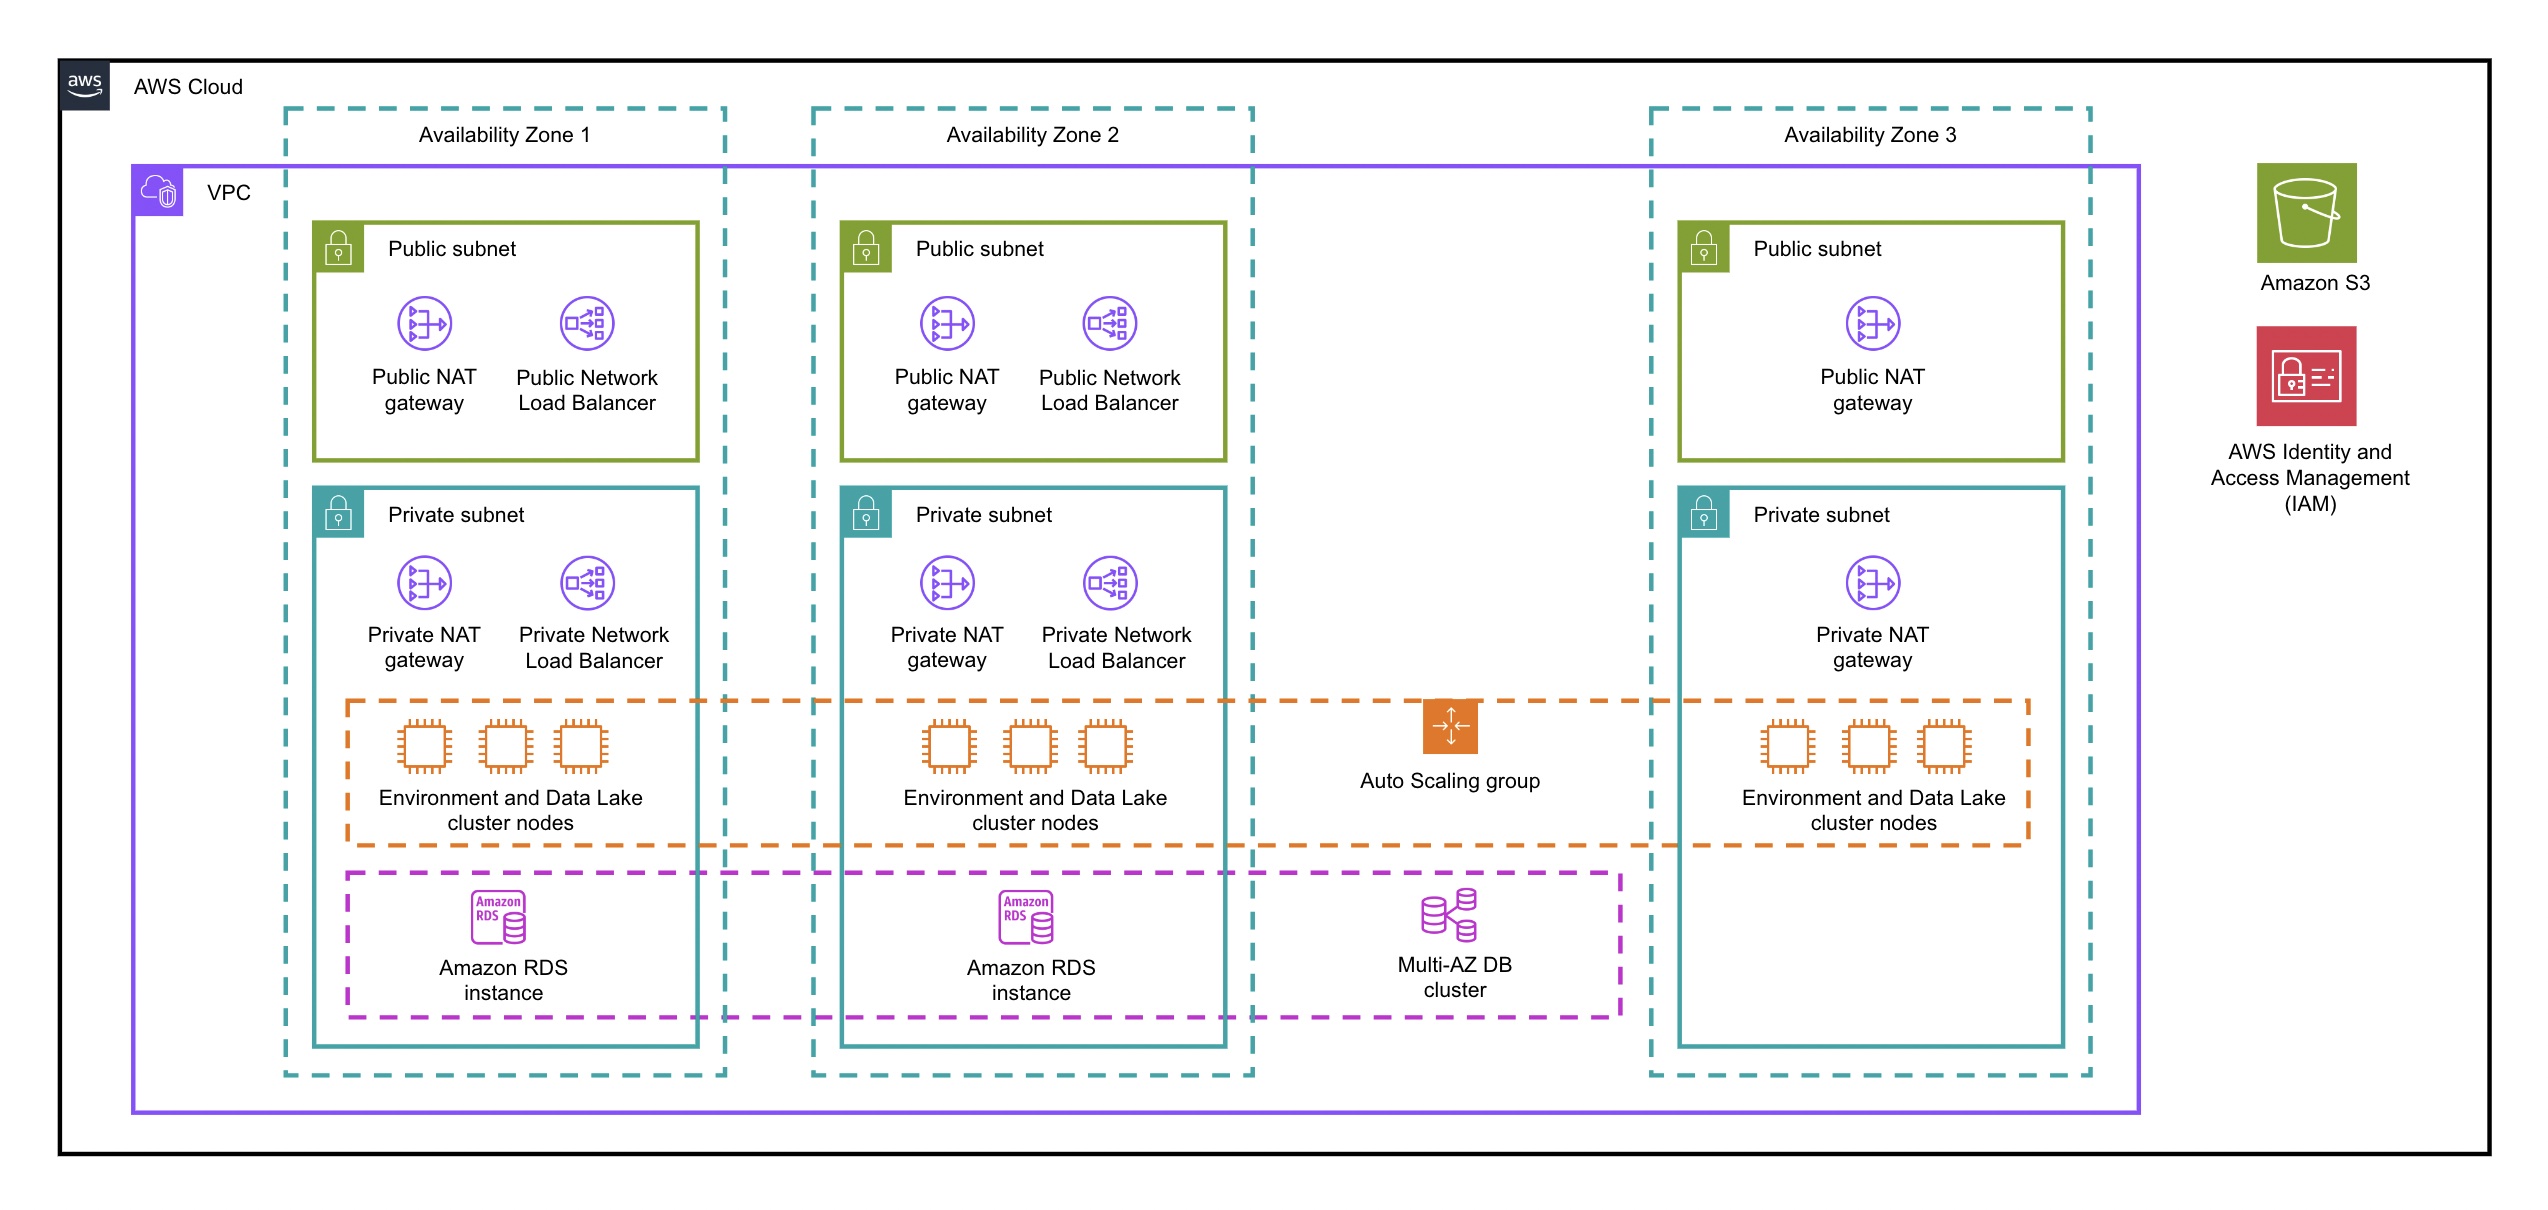 aws
AWS Cloud
Availability Zone 1
Availability Zone 2
Availability Zone 3
VPC
Public subnet
Public NAT
gateway
Public Network
Load Balancer
Public subnet
Public NAT
gateway
Public Network
Load Balancer
Public subnet
Public NAT
gateway
Amazon S3
AWS Identity and
Access Management
(IAM)
Private subnet
Private NAT
gateway
Private Network
Load Balancer
Private subnet
Private NAT
gateway
Private Network
Load Balancer
Private subnet
Private NAT
gateway
Environment and Data Lake
cluster nodes
Environment and Data Lake
cluster nodes
Auto Scaling group
Environment and Data Lake
cluster nodes
Amazon
RDS
Amazon RDS
instance
Amazon
RDS
Amazon RDS
instance
Multi-AZ DB
cluster